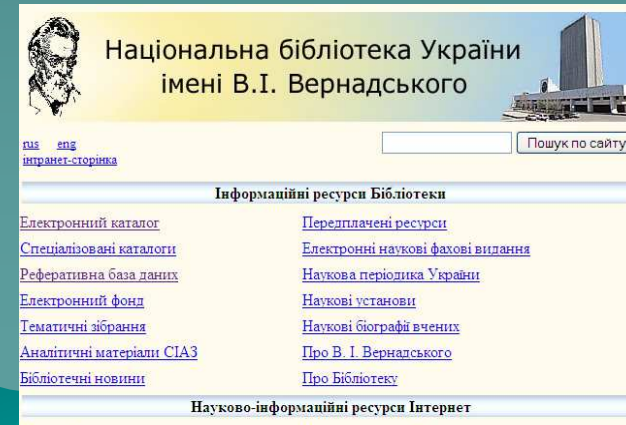 Національна бібліотека України
імені В.І. Вернадського
rus eng
інтранет-сторінка
Пошук по сайту
Інформаційні ресурси Бібліотеки
Електронний каталог
Передплачені ресурси
Спеціалізовані каталоги
Електронні наукові фахові видання
Реферативна база даних
Наукова періодика України
Електронний фонд
Наукові установи
Тематичні зібрання
Наукові біографії вчених
Аналітичні матеріали СІАЗ
Про В. І. Вернадського
Бібліотечні новини
Про Бібліотеку
Науково-інформаційні ресурси Інтернет